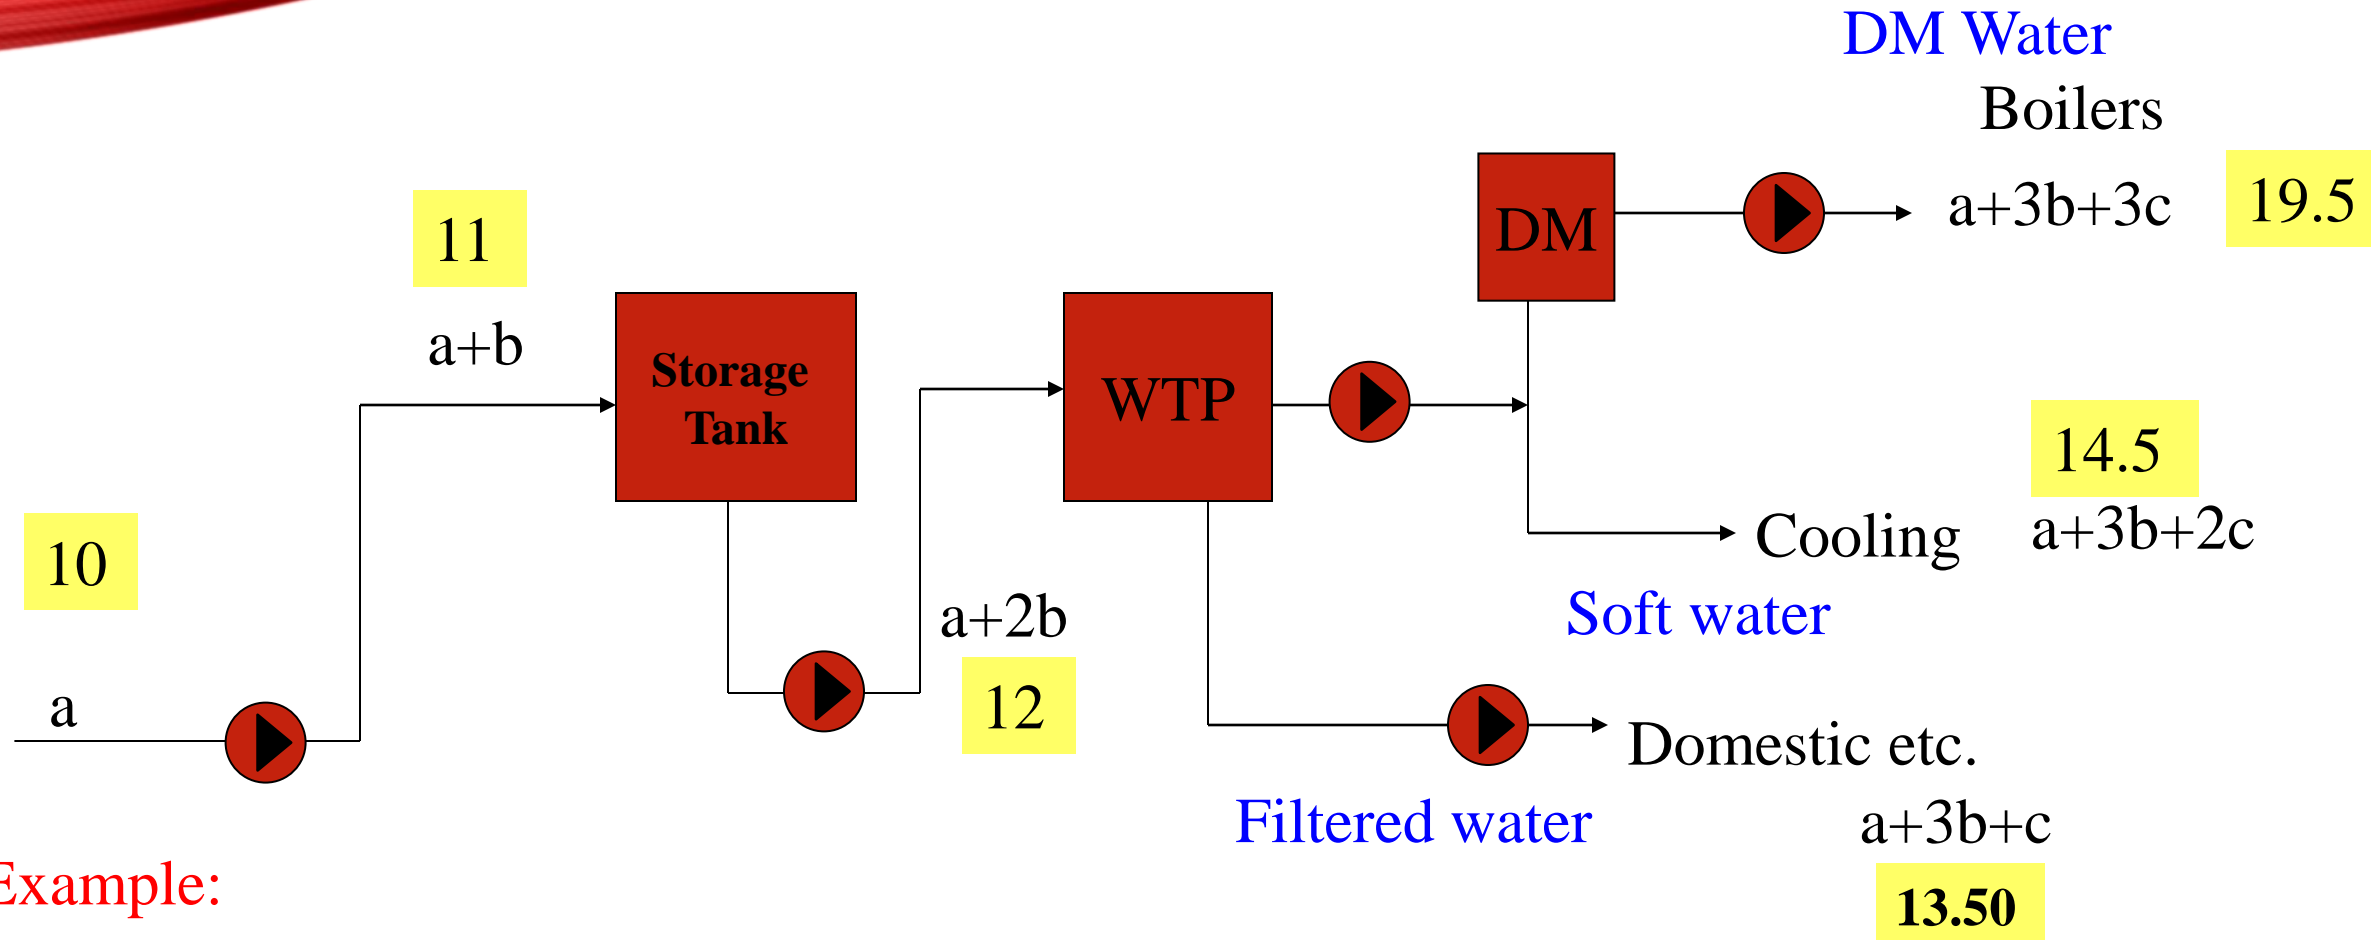 DM Water
Boilers
a+3b+3c
19.5
DM
11
a+b
Storage
Tank
WTP
14.5
a+3b+2c
Cooling
Soft water
10
a
a+2b
12
Domestic etc.
Filtered water
a+3b+c
13.50
Example: